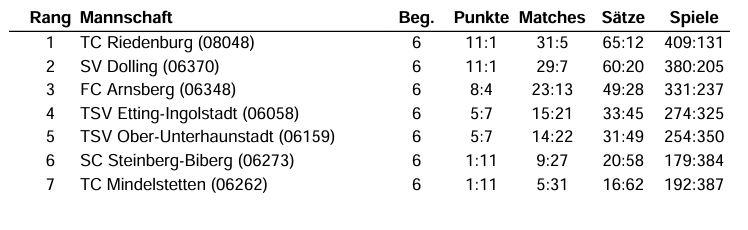 Rang Mannschaft Beg. Punkte Matches Sätze Spiele
1 TC Riedenburg (08048) 6 11:1 31:5 65:12 409:131
2 SV Dolling (06370) 6 11:1 29:7 60:20 380:205
3 FC Arnsberg (06348) 6 8:4 23:13 49:28 331:237
4 TSV Etting-Ingolstadt (06058) 6 5:7 15:21 33:45 274:325
5 TSV Ober-Unterhaunstadt (06159) 6 5:7 14:22 31:49 254:350
6 SC Steinberg-Biberg (06273) 6 1:11 9:27 20:58 179:384
7 TC Mindelstetten (06262) 6 1:11 5:31 16:62 192:387